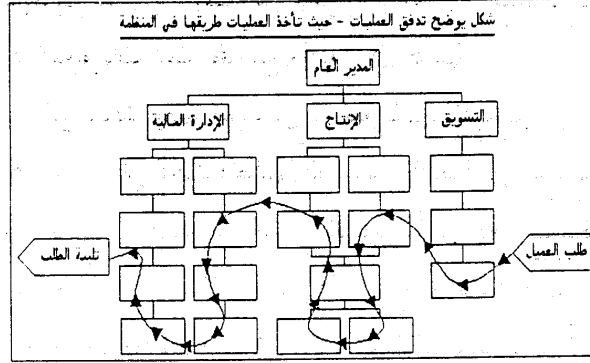 شكل يوضح تدفق العمليات - حيث تأخذ العمليات طريقها في المنظمة
المدير العام
التسويق
الإنتاج
الإدارة المالية
طلب العميل
تلبية الطلب